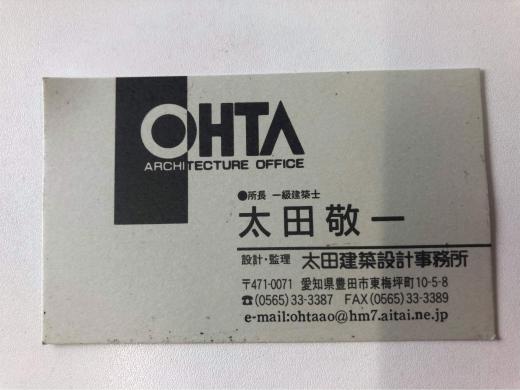 OHTA
ARCHITECTURE OFFICE
●所長 一級建築士
太田敬一
設計・監理 太田建築設計事務所
〒471-0071 愛知県豊田市東梅坪町10-5-8
☎(0565)33-3387 FAX(0565)33-3389
e-mail:ohtaao@hm7.aitai.ne.jp